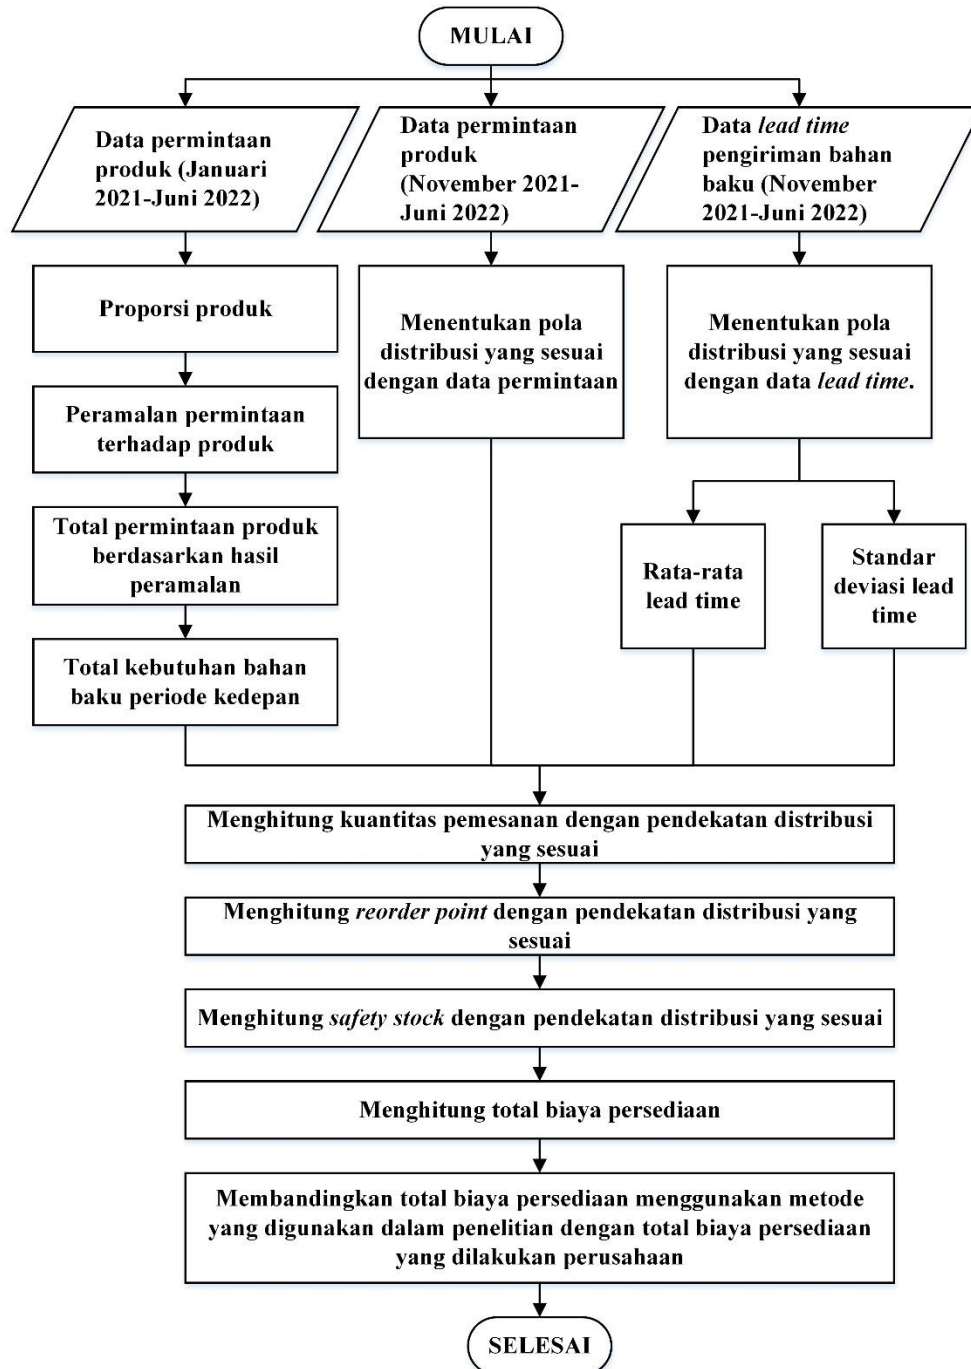 MULAI
Data permintaan
produk (Januari
2021-Juni 2022)
Data permintaan
produk
(November 2021-
Juni 2022)
Data lead time
pengiriman bahan
baku (November
2021-Juni 2022)
Proporsi produk
Peramalan permintaan
terhadap produk
Total permintaan produk
berdasarkan hasil
peramalan
Total kebutuhan bahan
baku periode kedepan
Menentukan pola
distribusi yang sesuai
dengan data permintaan
Menentukan pola
distribusi yang sesuai
dengan data lead time.
Rata-rata
lead time
Standar
deviasi lead
time
Menghitung kuantitas pemesanan dengan pendekatan distribusi
yang sesuai
Menghitung reorder point dengan pendekatan distribusi yang
sesuai
Menghitung safety stock dengan pendekatan distribusi yang sesuai
Menghitung total biaya persediaan
Membandingkan total biaya persediaan menggunakan metode
yang digunakan dalam penelitian dengan total biaya persediaan
yang dilakukan perusahaan
SELESAI